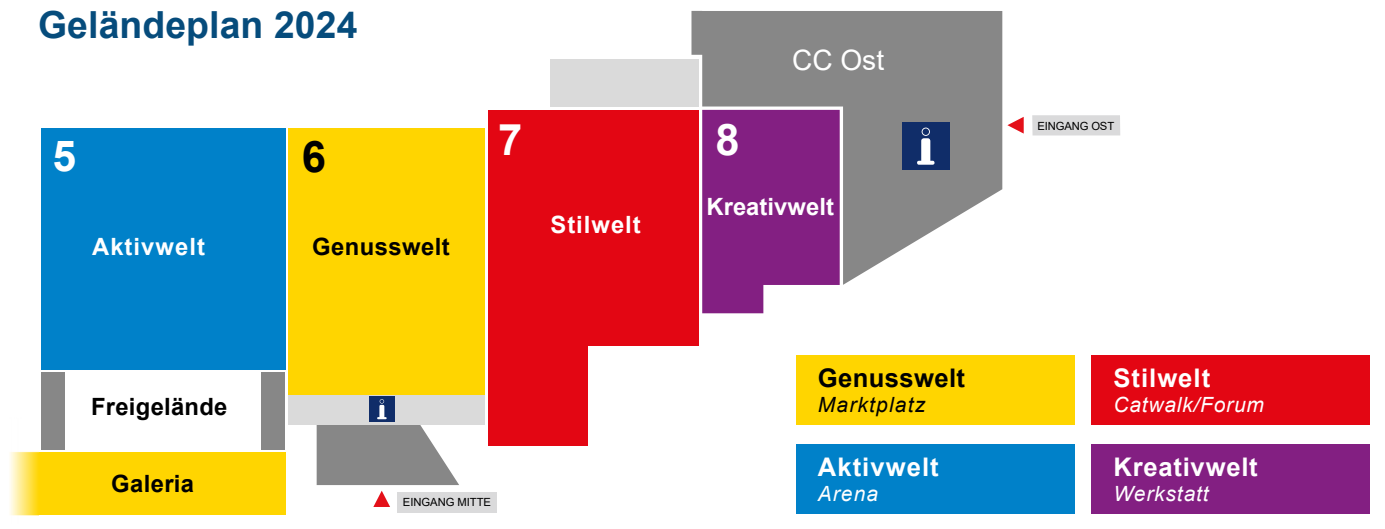 Geländeplan 2024
CC Ost
EINGANG OST
5
Aktivwelt
6
Genusswelt
7
Stilwelt
8
Kreativwelt
Freigelände
Galeria
EINGANG MITTE
Genusswelt
Marktplatz
Stilwelt
Catwalk/Forum
Aktivwelt
Arena
Kreativwelt
Werkstatt